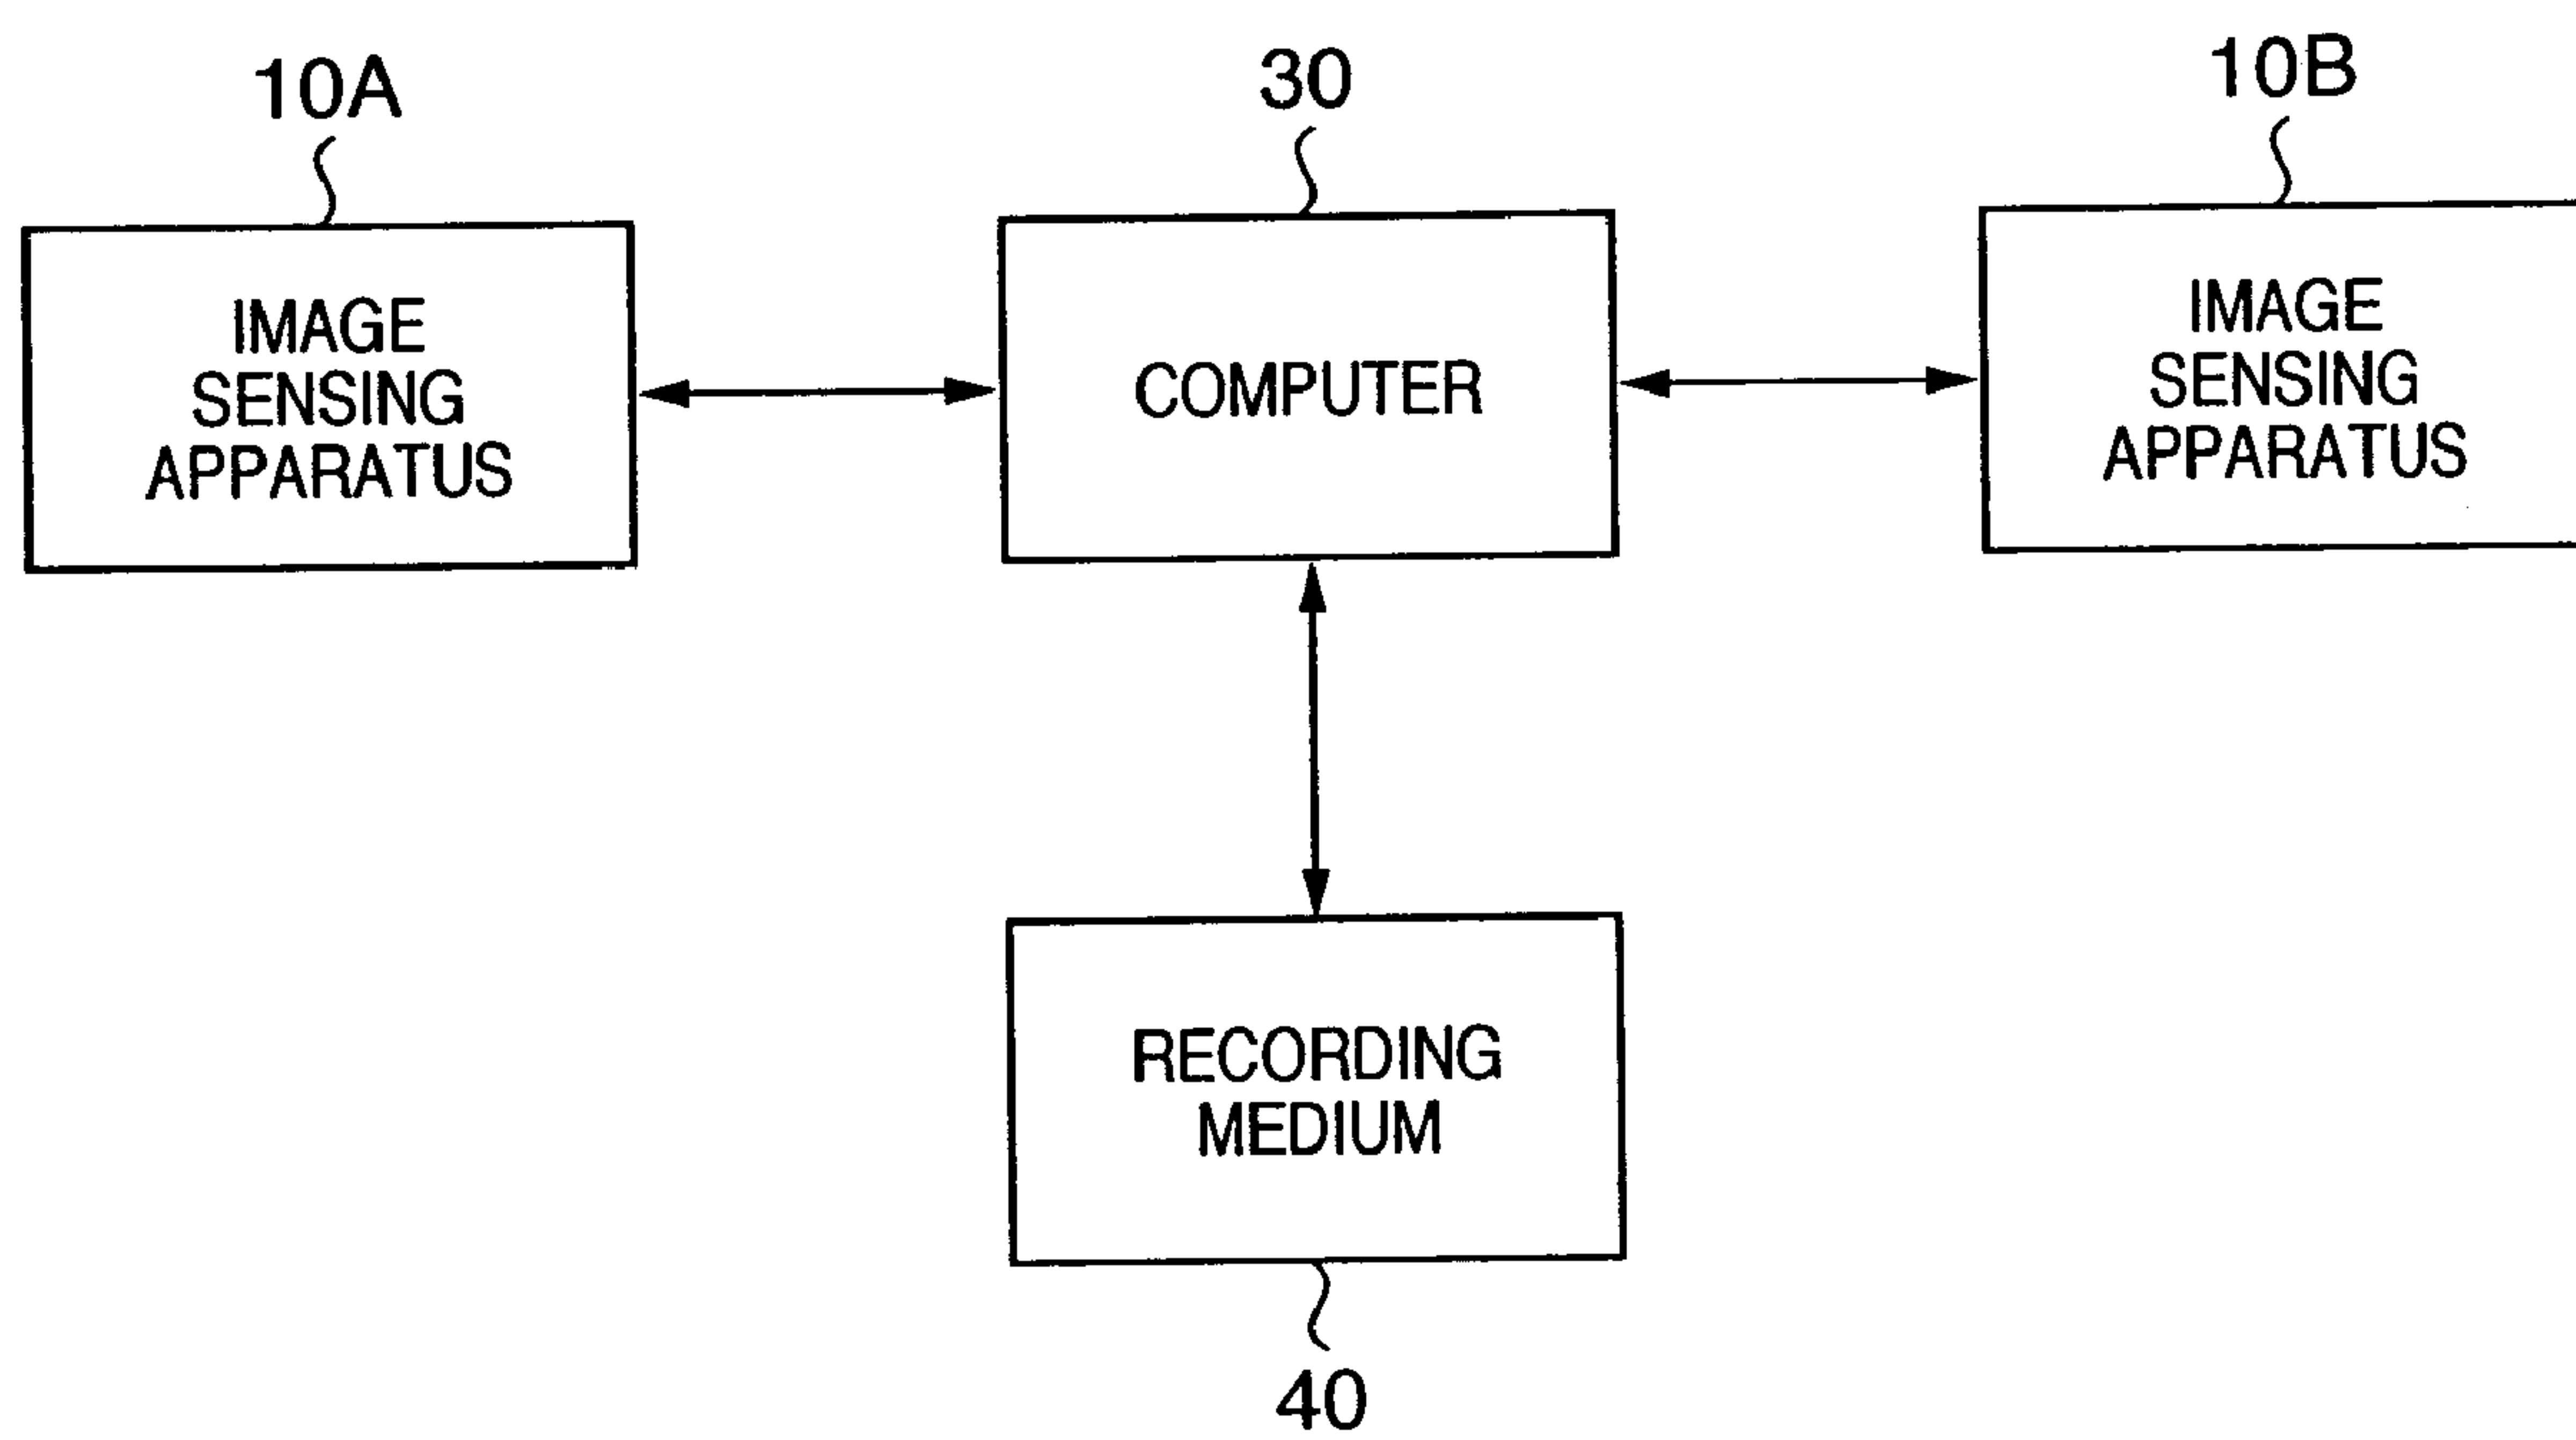 10A
30
10B
IMAGE
SENSING
APPARATUS
COMPUTER
IMAGE
SENSING
APPARATUS
RECORDING
MEDIUM
40